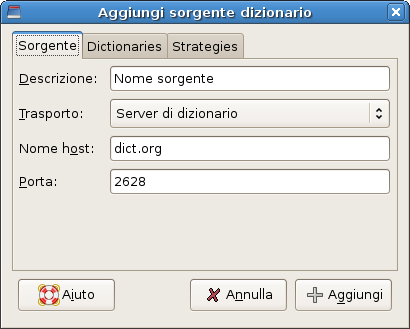 Aggiungi sorgente dizionario
Sorgente Dictionaries Strategies
Descrizione: Nome sorgente
Trasporto: Server di dizionario
Nome host: dict.org
Porta: 2628
Aiuto Annulla Aggiungi